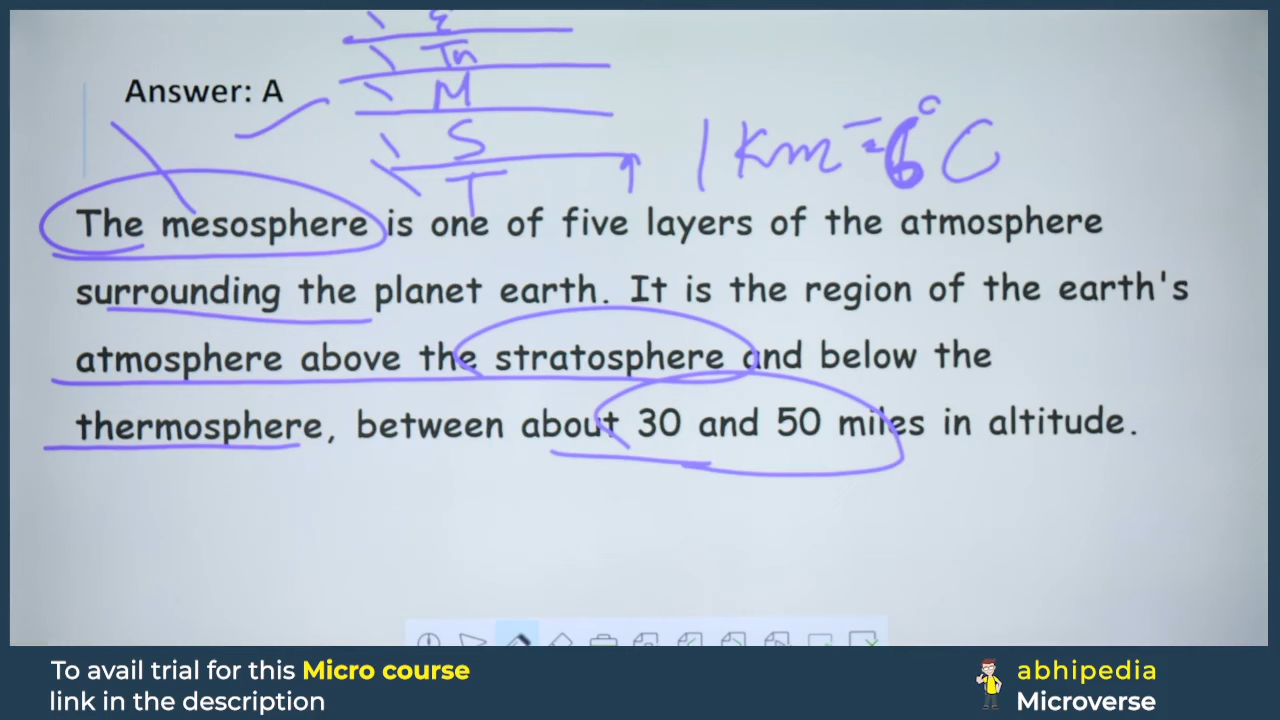 E
Th
Answer: A
M
S
1 Km = 6°C
T
The mesosphere is one of five layers of the atmosphere
surrounding the planet earth. It is the region of the earth's
atmosphere above the stratosphere and below the
thermosphere, between about 30 and 50 miles in altitude.
To avail trial for this Micro course
link in the description
abhipedia
Microverse